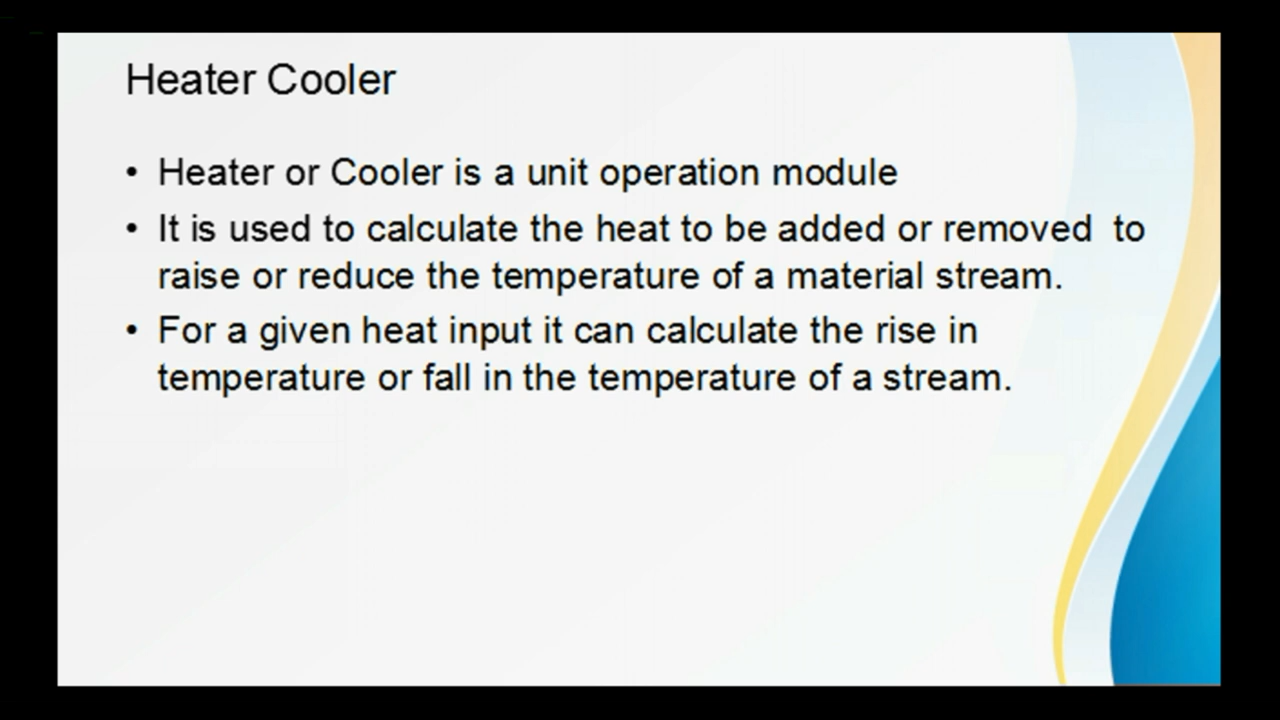 Heater Cooler
• Heater or Cooler is a unit operation module
• It is used to calculate the heat to be added or removed  to
raise or reduce the temperature of a material stream.
• For a given heat input it can calculate the rise in
temperature or fall in the temperature of a stream.